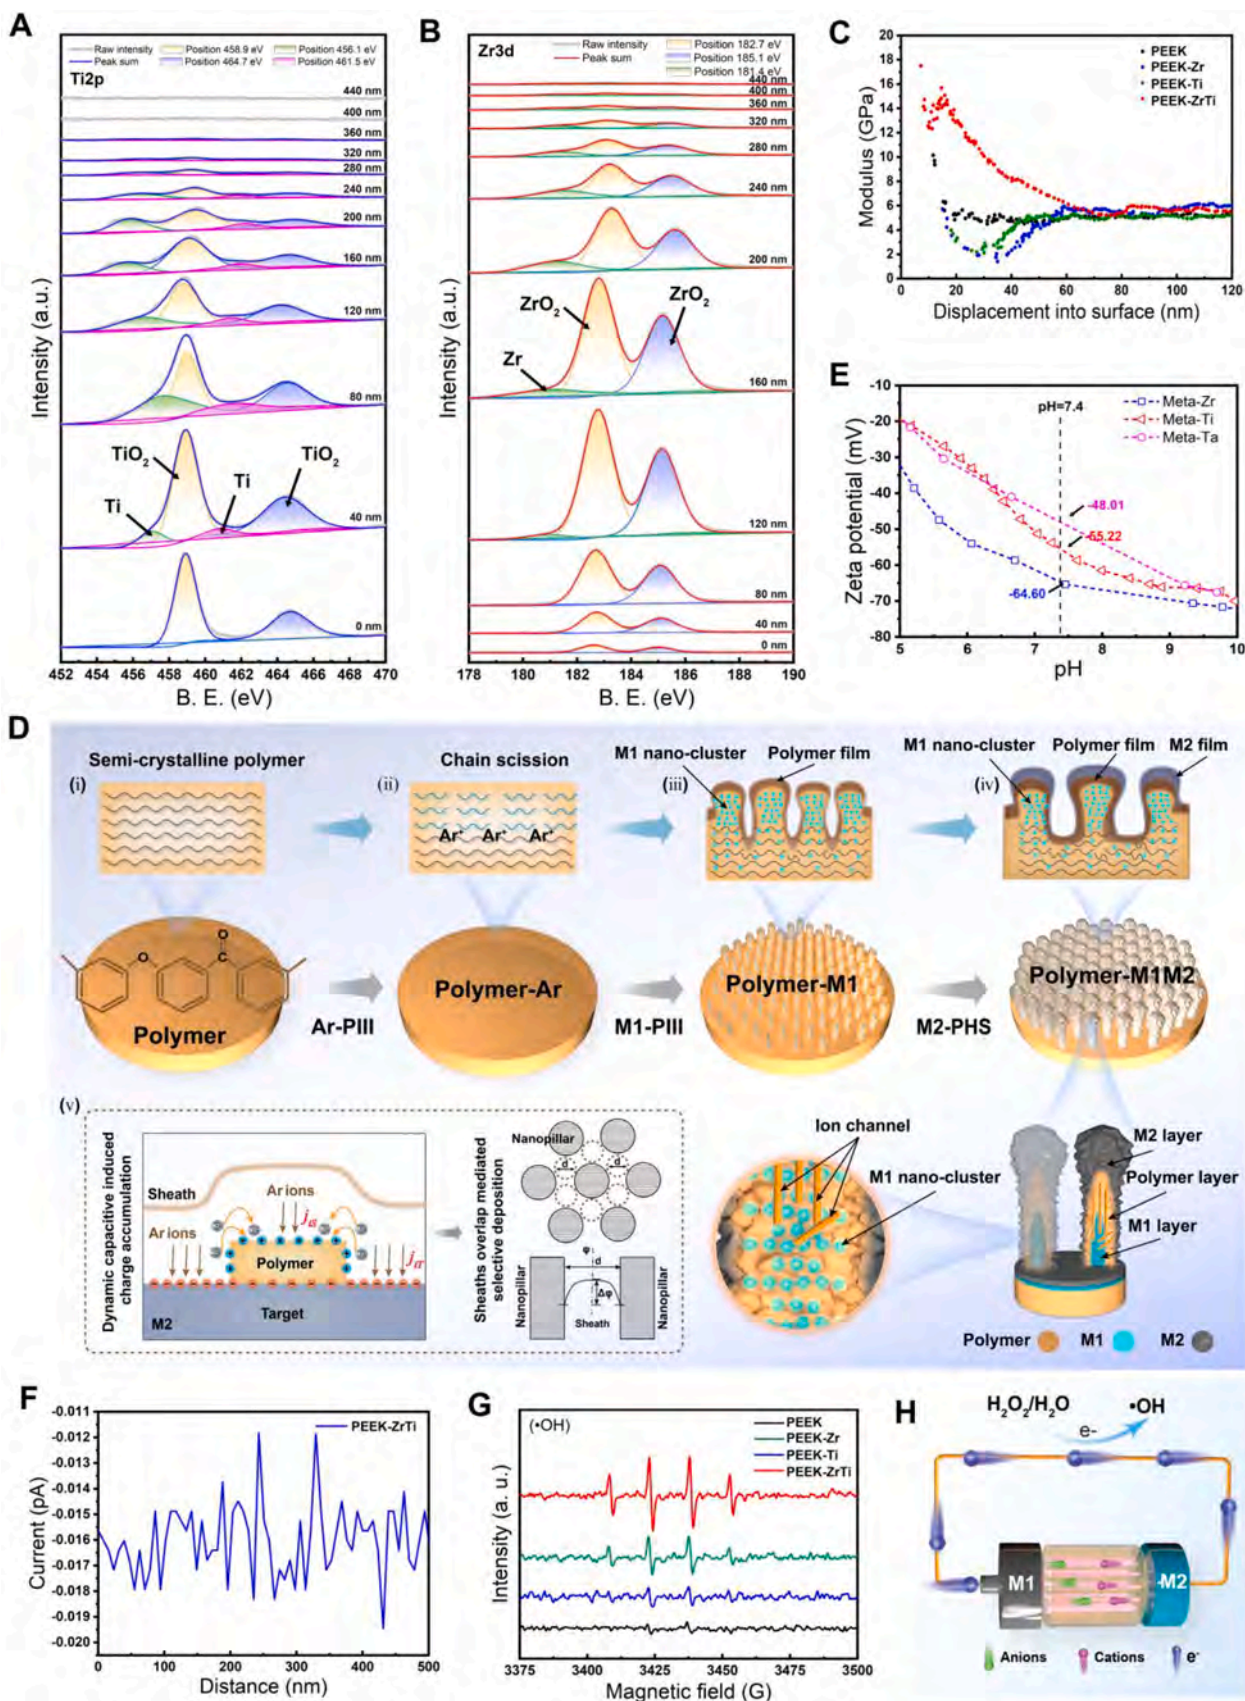 A
Raw intensity
Position 458.9 eV
Position 456.1 eV
Peak sum
Position 464.7 eV
Position 461.5 eV
Ti2p
440 nm
400 nm
360 nm
320 nm
280 nm
240 nm
200 nm
160 nm
120 nm
80 nm
TiO2
Ti
Ti
TiO2
40 nm
0 nm
Intensity (a.u.)
452 454 456 458 460 462 464 466 468 470
B. E. (eV)
B
Zr3d
Raw intensity
Position 182.7 eV
Peak sum
Position 185.1 eV
Position 181.4 eV
440 nm
400 nm
360 nm
320 nm
280 nm
240 nm
200 nm
ZrO2
ZrO2
Zr
160 nm
120 nm
80 nm
40 nm
0 nm
Intensity (a.u.)
178 180 182 184 186 188 190
B. E. (eV)
C
PEEK
PEEK-Zr
PEEK-Ti
PEEK-ZrTi
Modulus (GPa)
20
18
16
14
12
10
8
6
4
2
0
0 20 40 60 80 100 120
Displacement into surface (nm)
E
Meta-Zr
Meta-Ti
Meta-Ta
pH=7.4
-48.01
-55.22
-64.60
Zeta potential (mV)
-10
-20
-30
-40
-50
-60
-70
-80
5 6 7 8 9 10
pH
D
Semi-crystalline polymer
(i)
Chain scission
(ii)
Ar+ Ar+ Ar+
M1 nano-cluster
Polymer film
(iii)
M1 nano-cluster
Polymer film
M2 film
(iv)
O
O
C
Polymer
Ar-PIII
Polymer-Ar
M1-PIII
Polymer-M1
M2-PHS
Polymer-M1M2
(v)
Dynamic capacitive induced
charge accumulation
Sheath
Ar ions
Ar ions
Polymer
M2
Target
Sheaths overlap mediated
selective deposition
Nanopillar
d
d
φ
d
Δφ
Sheath
Nanopillar
Nanopillar
Ion channel
M1 nano-cluster
M2 layer
Polymer layer
M1 layer
Polymer
M1
M2
F
PEEK-ZrTi
Current (pA)
-0.011
-0.012
-0.013
-0.014
-0.015
-0.016
-0.017
-0.018
-0.019
-0.020
0 100 200 300 400 500
Distance (nm)
G
(•OH)
PEEK
PEEK-Zr
PEEK-Ti
PEEK-ZrTi
Intensity (a. u.)
3375 3400 3425 3450 3475 3500
Magnetic field (G)
H
H2O2/H2O
•OH
e-
M1
M2
Anions
Cations
e-